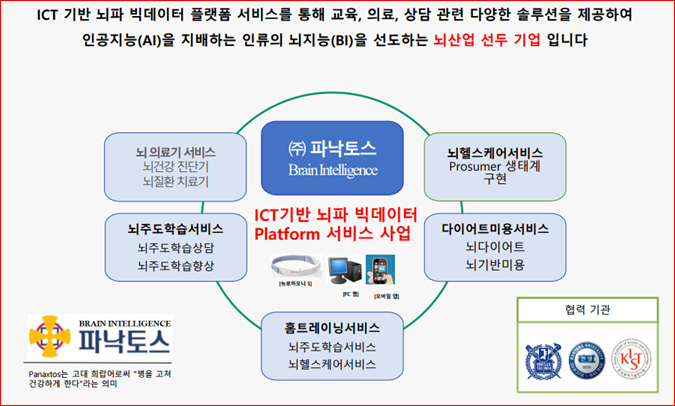 ICT 기반 뇌파 빅데이터 플랫폼 서비스를 통해 교육, 의료, 상담 관련 다양한 솔루션을 제공하여
인공지능(AI)을 지배하는 인류의 뇌지능(BI)을 선도하는 뇌산업 선두 기업 입니다
뇌 의료기 서비스
뇌건강 진단기
뇌질환 치료기
㈜ 파낙토스
Brain Intelligence
뇌헬스케어서비스
Prosumer 생태계
구현
ICT기반 뇌파 빅데이터
Platform 서비스 사업
뇌주도학습서비스
뇌주도학습상담
뇌주도학습향상
다이어트미용서비스
뇌다이어트
뇌기반미용
[뉴로하모니 S]
[PC 웹]
[모바일 앱]
홈트레이닝서비스
뇌주도학습서비스
뇌헬스케어서비스
BRAIN INTELLIGENCE
파낙토스
Panaxtos는 고대 희랍어로써 "병을 고쳐
건강하게 한다"라는 의미
협력 기관
KIST